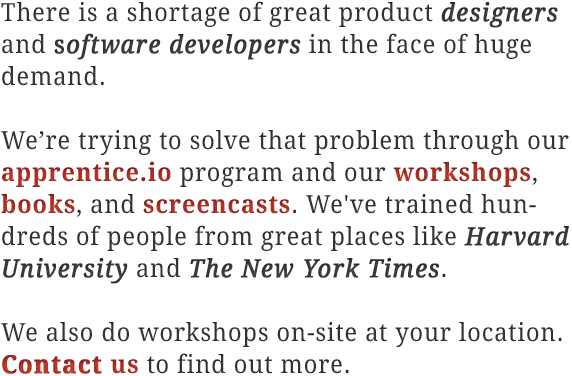 There is a shortage of great product designers
and software developers in the face of huge
demand.
We’re trying to solve that problem through our
apprentice.io program and our workshops,
books, and screencasts. We've trained hun-
dreds of people from great places like Harvard
University and The New York Times.
We also do workshops on-site at your location.
Contact us to find out more.